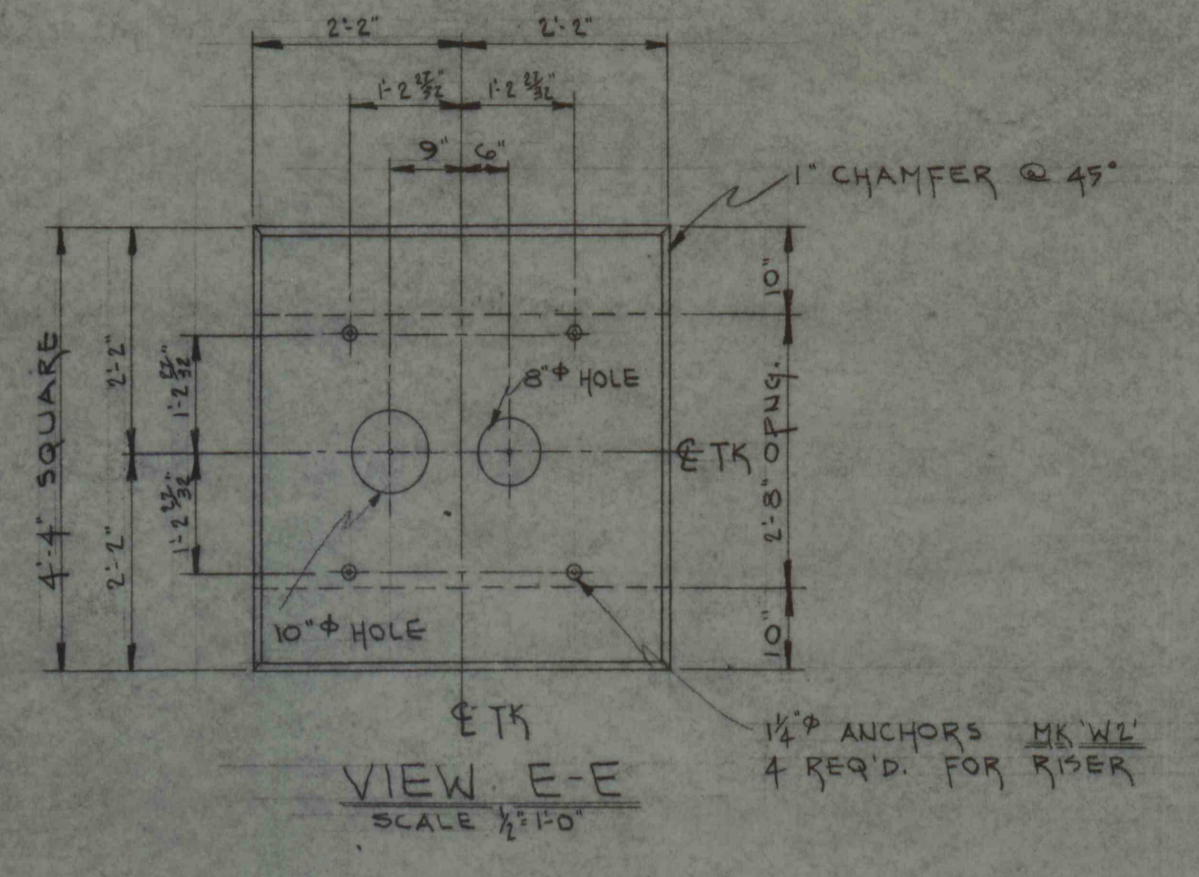 2'-2" 2'-2"
1'-2 27/32" 1'-2 27/32"
9" 6"
1" CHAMFER @ 45°
10"
4'-4" SQUARE
2'-2"
1'-2 27/32"
8"⌀ HOLE
℄ TK
2'-8" OPNG.
1'-2 27/32"
2'-2"
10"⌀ HOLE
10"
℄ TK
1¼"⌀ ANCHORS MK 'W2'
4 REQ'D. FOR RISER
VIEW E-E
SCALE ½"=1'-0"